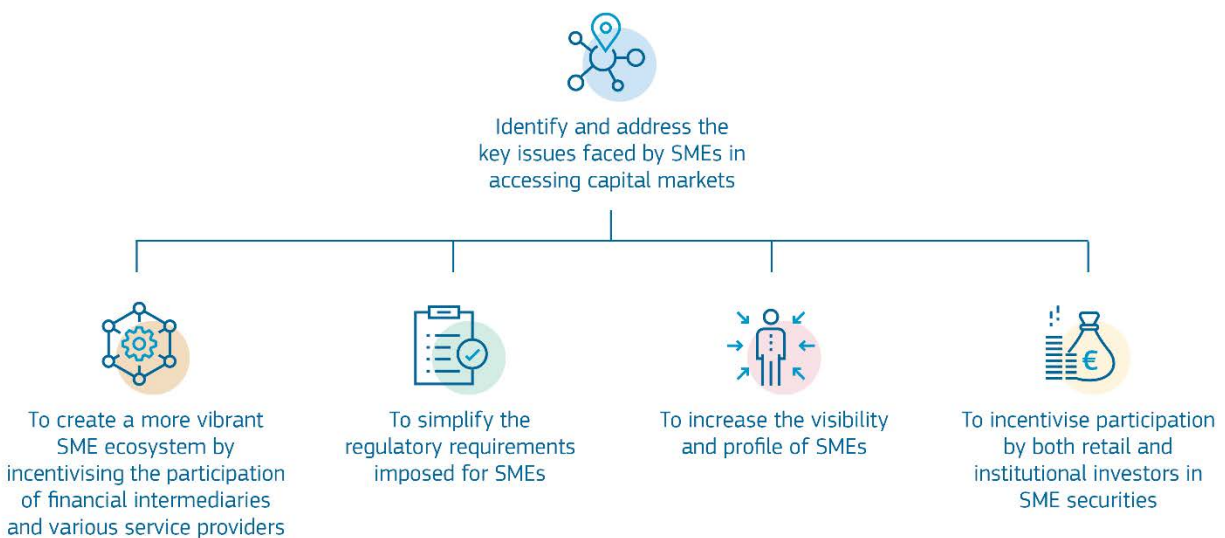 Identify and address the
key issues faced by SMEs in
accessing capital markets
To create a more vibrant
SME ecosystem by
incentivising the participation
of financial intermediaries
and various service providers
To simplify the
regulatory requirements
imposed for SMEs
To increase the visibility
and profile of SMEs
€
To incentivise participation
by both retail and
institutional investors in
SME securities